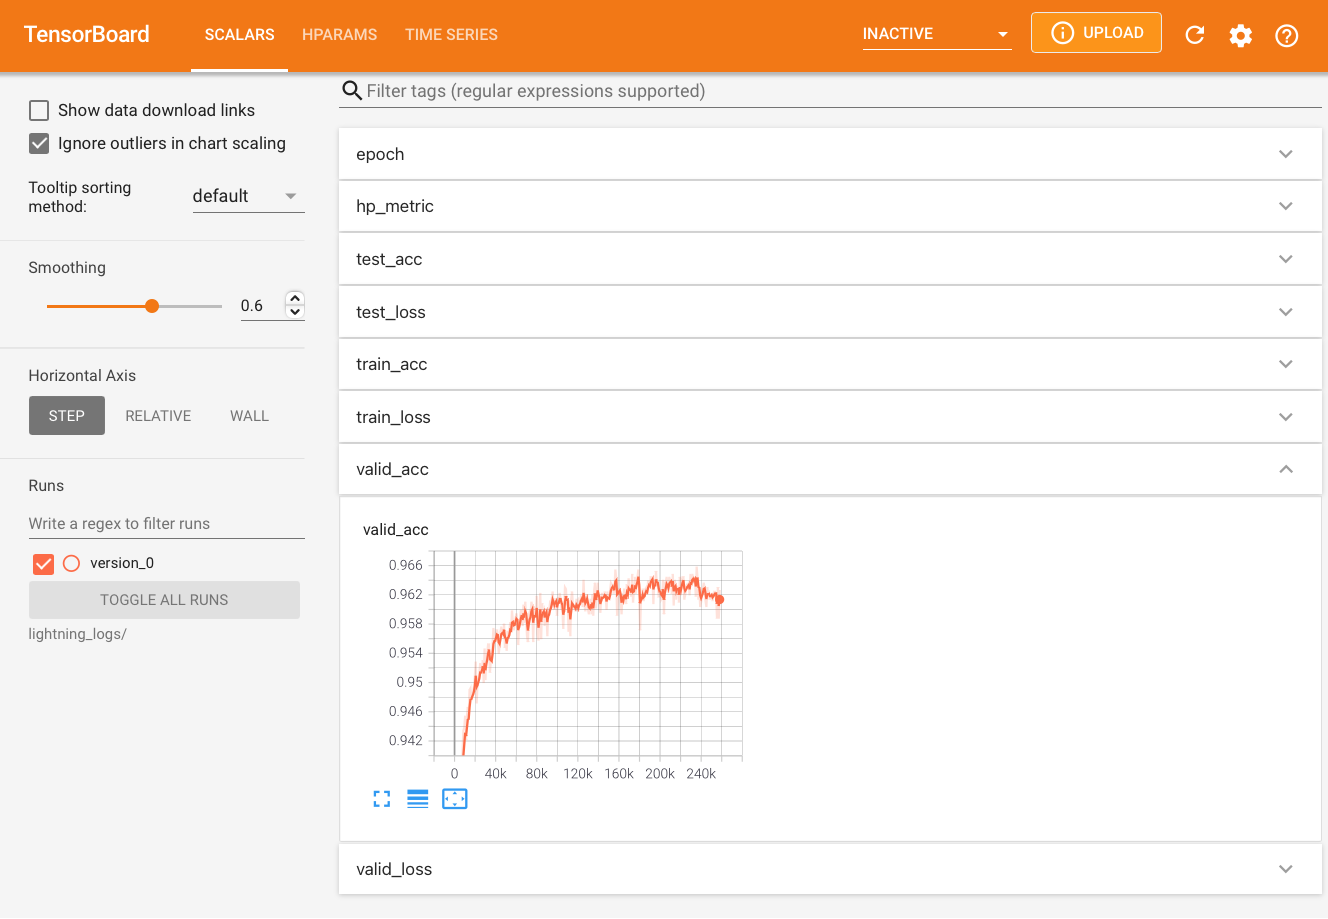 TensorBoard
SCALARS
HPARAMS
TIME SERIES
INACTIVE
UPLOAD
Show data download links
Ignore outliers in chart scaling
Tooltip sorting
method:
default
Smoothing
0.6
Horizontal Axis
STEP
RELATIVE
WALL
Runs
Write a regex to filter runs
version_0
TOGGLE ALL RUNS
lightning_logs/
Filter tags (regular expressions supported)
epoch
hp_metric
test_acc
test_loss
train_acc
train_loss
valid_acc
valid_acc
0.966
0.962
0.958
0.954
0.95
0.946
0.942
0 40k 80k 120k 160k 200k 240k
valid_loss